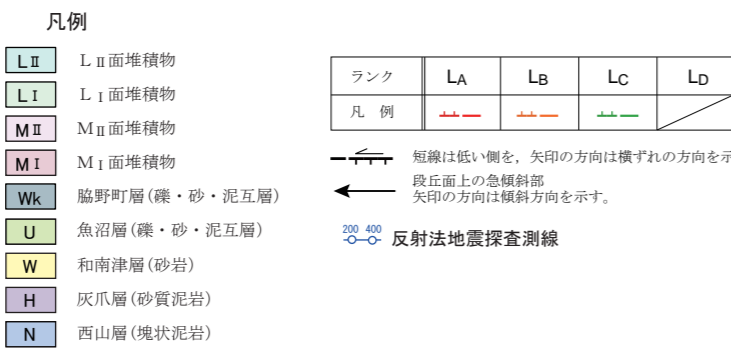 凡例
LⅡ LⅡ面堆積物
LⅠ LⅠ面堆積物
MⅡ MⅡ面堆積物
MⅠ MⅠ面堆積物
Wk 脇野町層(礫・砂・泥互層)
U 魚沼層(礫・砂・泥互層)
W 和南津層(砂岩)
H 灰爪層(砂質泥岩)
N 西山層(塊状泥岩)
ランク LA LB LC LD
凡 例
短線は低い側を，矢印の方向は横ずれの方向を示
段丘面上の急傾斜部
矢印の方向は傾斜方向を示す。
200 400
反射法地震探査測線